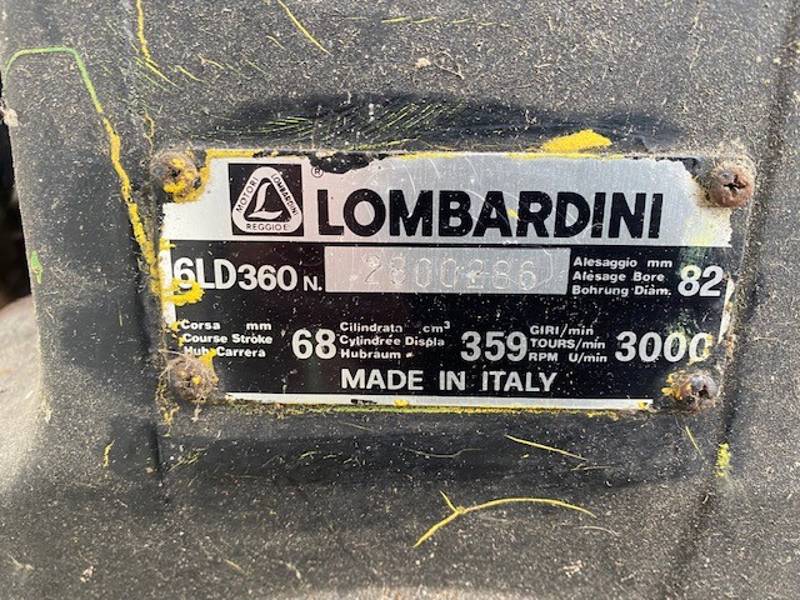 MOTORI LOMBARDINI
REGGIO E.
® LOMBARDINI
6LD360 N. Alesaggio mm
Alésage Bore 82
Bohrung Diam.
Corsa mm
Course Stroke 68
Hub Carrera
Cilindrata cm³
Cylindrée Displa 359
Hubraum
GIRI/min
TOURS/min 3000
RPM U/min
MADE IN ITALY